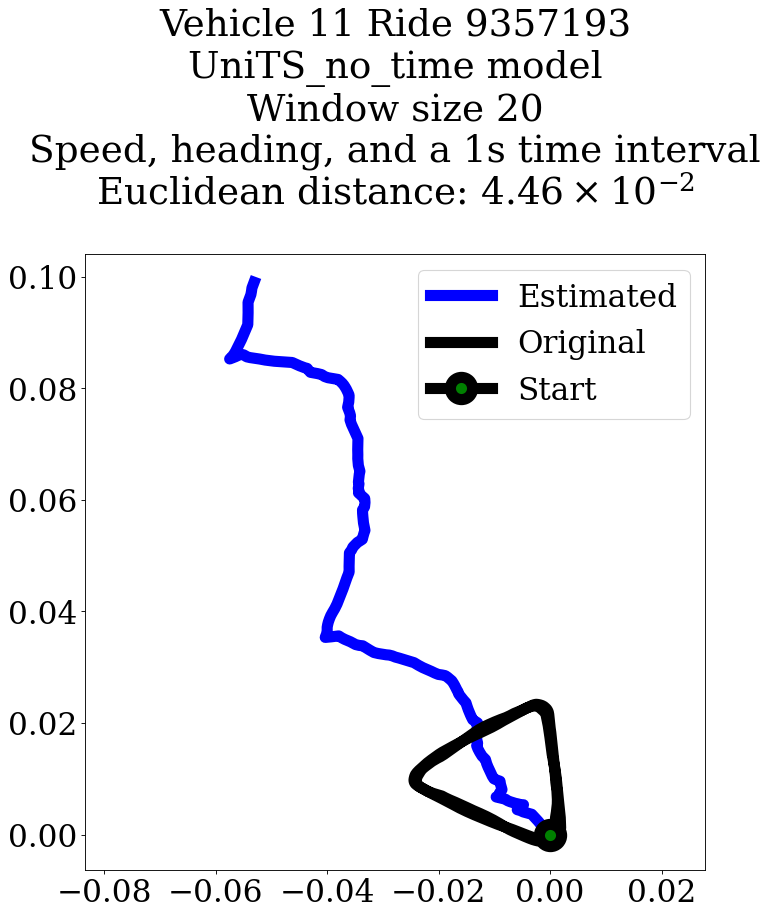 Vehicle 11 Ride 9357193
UniTS_no_time model
Window size 20
Speed, heading, and a 1s time interval
Euclidean distance: 4.46 × 10⁻²
Estimated
Original
Start
0.10
0.08
0.06
0.04
0.02
0.00
−0.08
−0.06
−0.04
−0.02
0.00
0.02